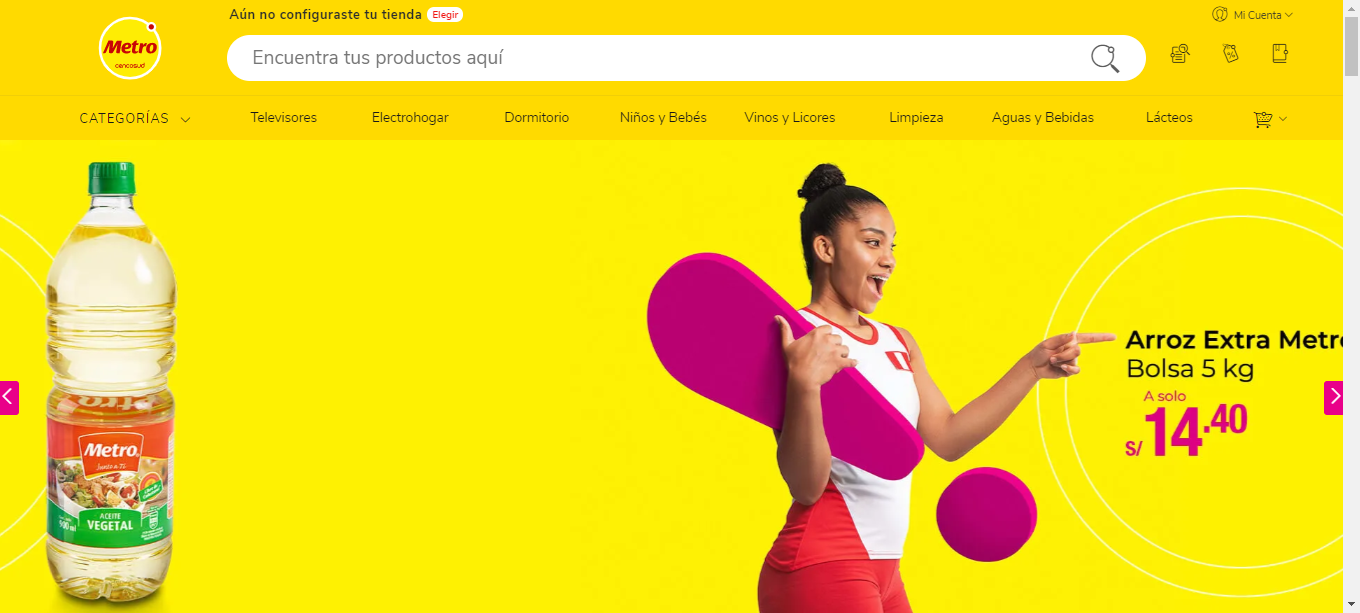 Aún no configuraste tu tienda Elegir
Mi Cuenta
Metro
cencosud
Encuentra tus productos aquí
CATEGORÍAS
Televisores
Electrohogar
Dormitorio
Niños y Bebés
Vinos y Licores
Limpieza
Aguas y Bebidas
Lácteos
Arroz Extra Metro
Bolsa 5 kg
A solo
S/ 14.40
Metro
Junto a Ti
ACEITE
VEGETAL
900 ml